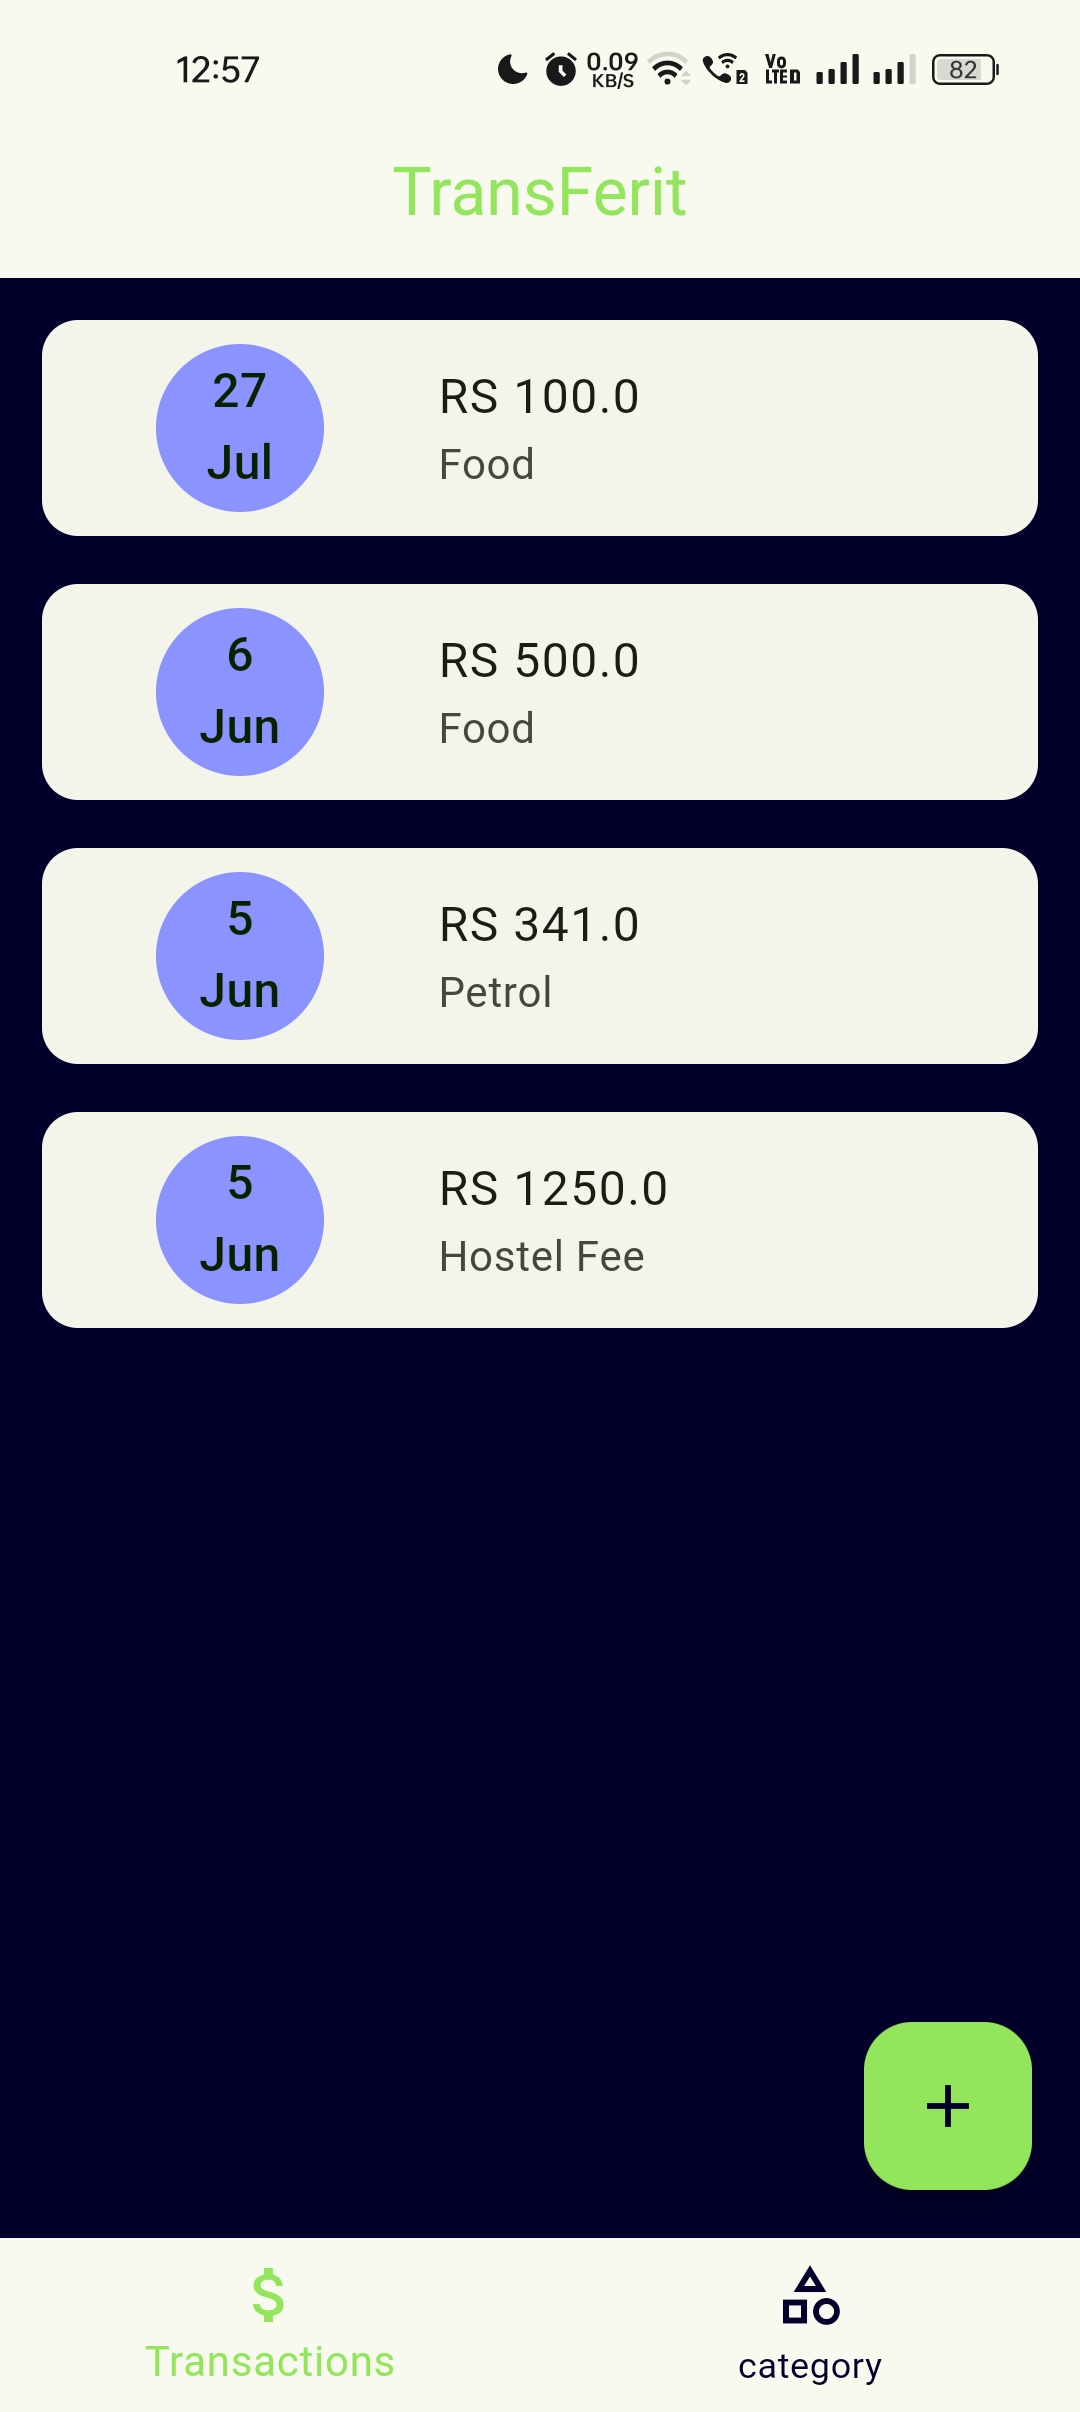 12:57
0.09
KB/S
2
Vo
LTE D
82
TransFerit
27
Jul
RS 100.0
Food
6
Jun
RS 500.0
Food
5
Jun
RS 341.0
Petrol
5
Jun
RS 1250.0
Hostel Fee
+
$
Transactions
category